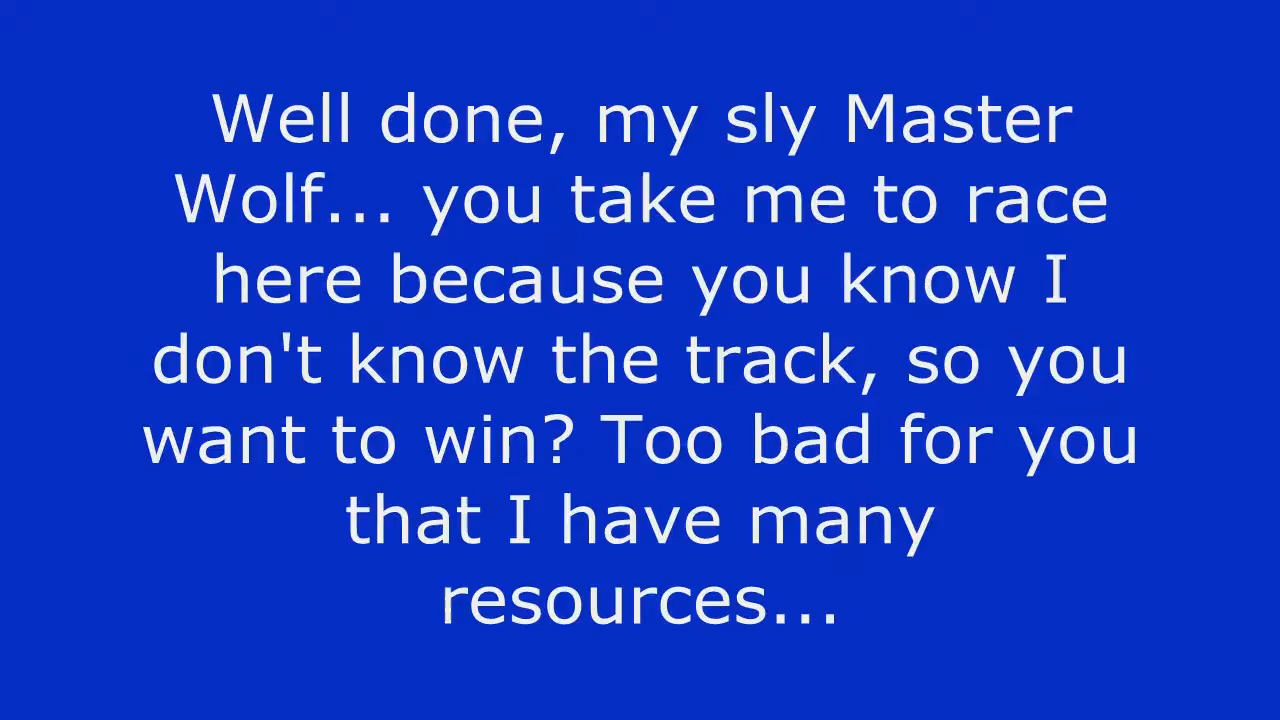 Well done, my sly Master
Wolf... you take me to race
here because you know I
don't know the track, so you
want to win? Too bad for you
that I have many
resources...